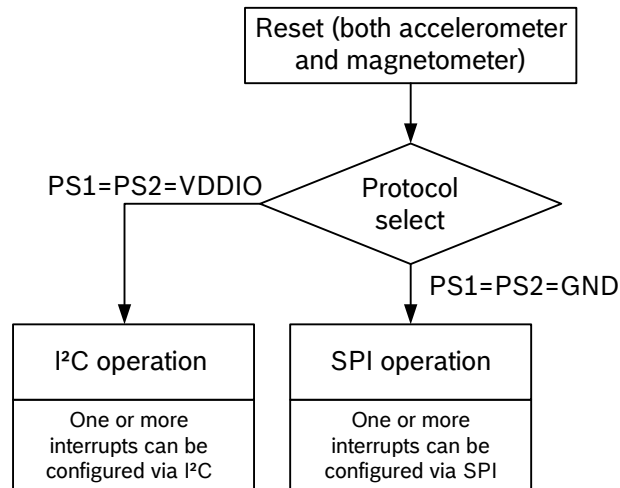 Reset (both accelerometer
and magnetometer)
PS1=PS2=VDDIO
Protocol
select
PS1=PS2=GND
I²C operation
SPI operation
One or more
interrupts can be
configured via I²C
One or more
interrupts can be
configured via SPI